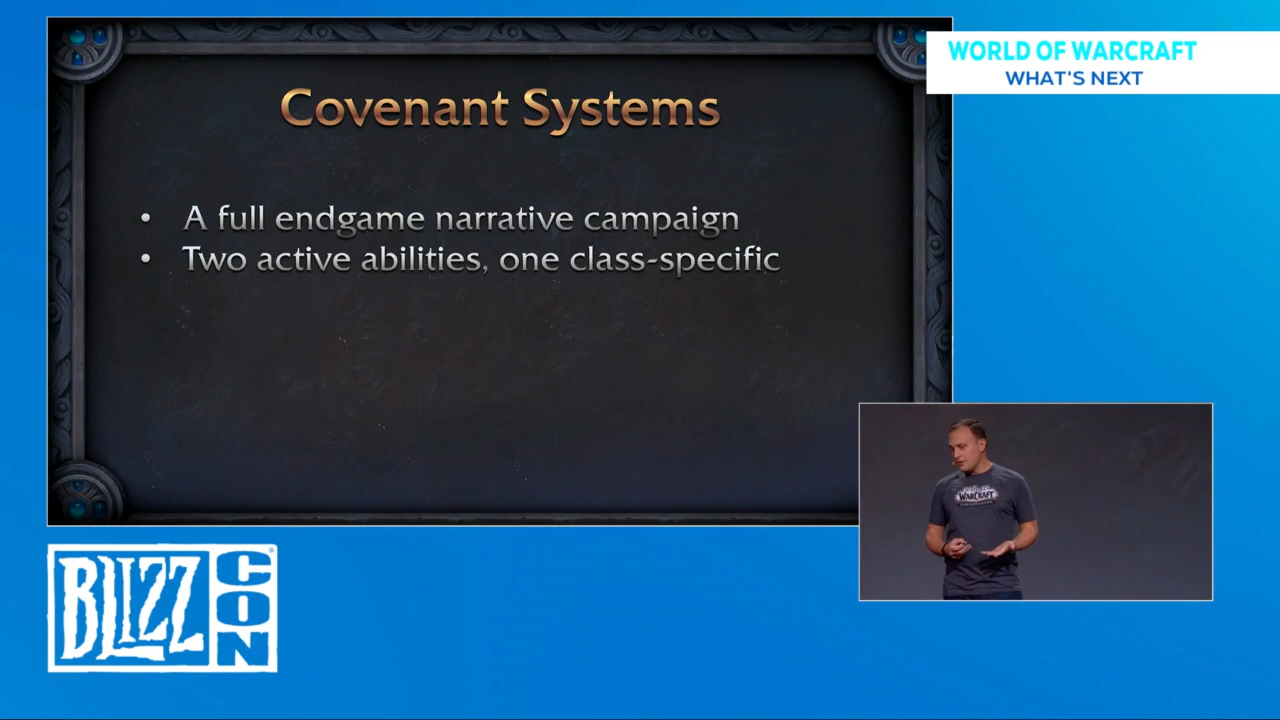 WORLD OF WARCRAFT
WHAT'S NEXT
Covenant Systems
• A full endgame narrative campaign
• Two active abilities, one class-specific
WARCRAFT
BLIZZ
CON